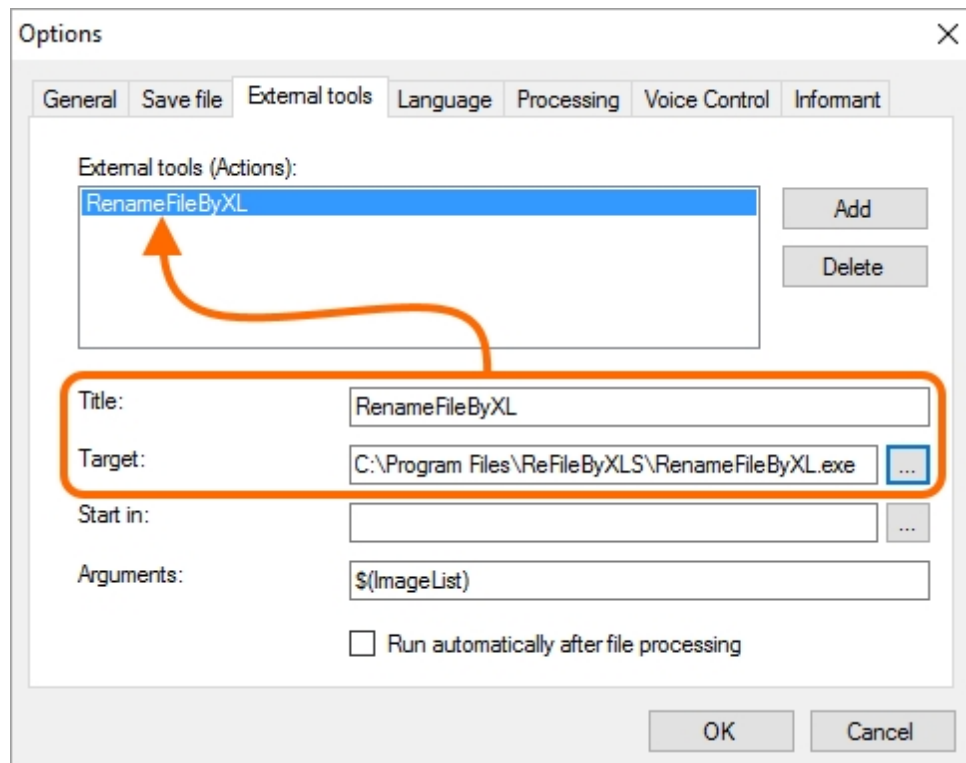 Options
General Save file External tools Language Processing Voice Control Informant
External tools (Actions):
RenameFileByXL
Add
Delete
Title:
RenameFileByXL
Target:
C:\Program Files\ReFileByXLS\RenameFileByXL.exe ...
Start in:
...
Arguments:
$(ImageList)
Run automatically after file processing
OK Cancel